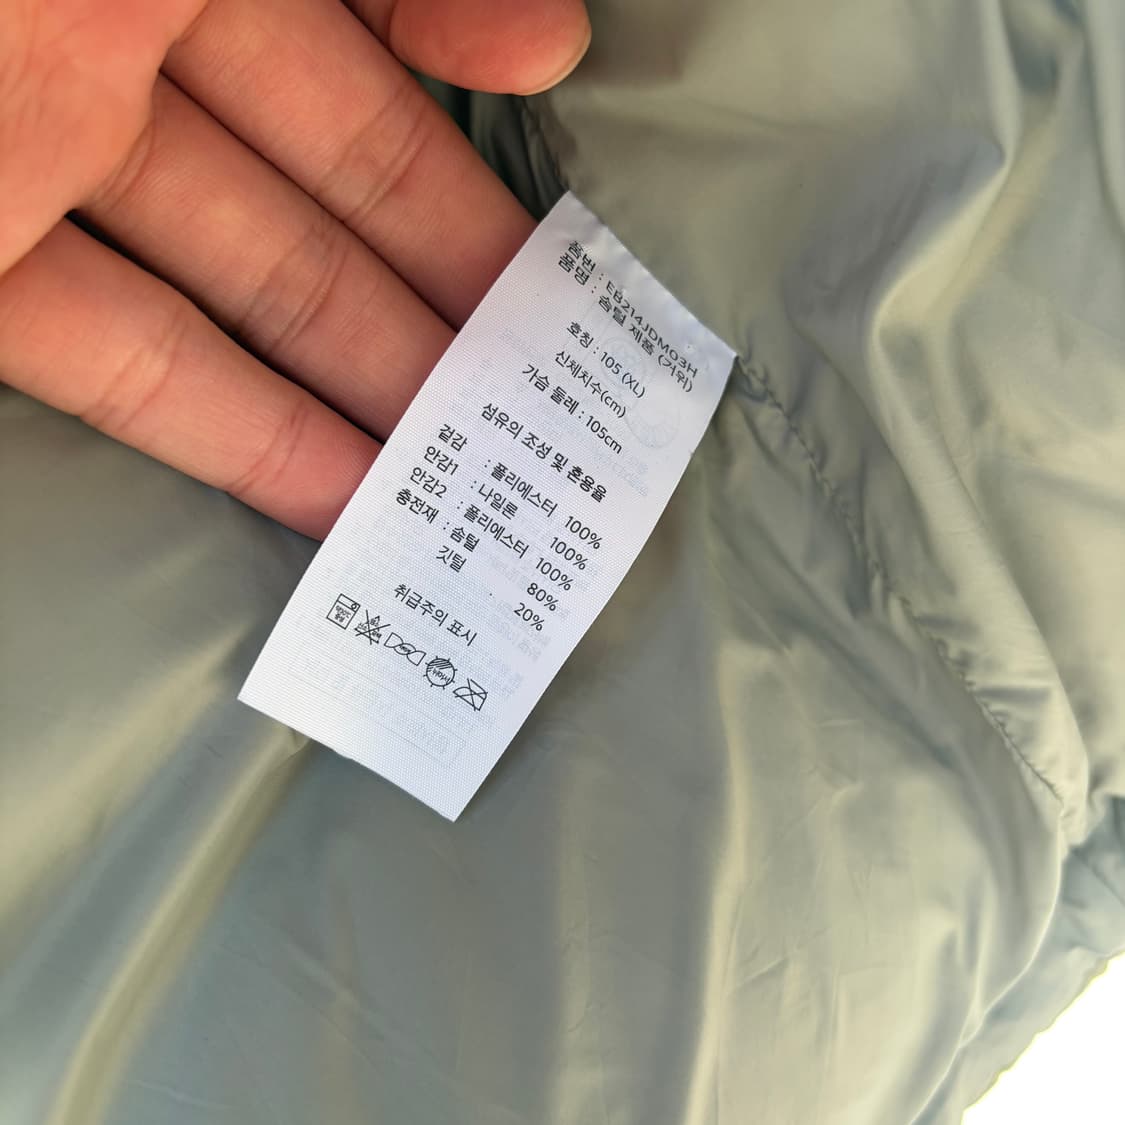 품번 : EB214JDM03H
품명 : 솜털 제품 (거위)
호칭 : 105 (XL)
신체치수(cm)
가슴 둘레 : 105cm
섬유의 조성 및 혼용율
겉감 : 폴리에스터 100%
안감1 : 나일론 100%
안감2 : 폴리에스터 100%
충전재 : 솜털 80%
깃털 20%
취급주의 표시